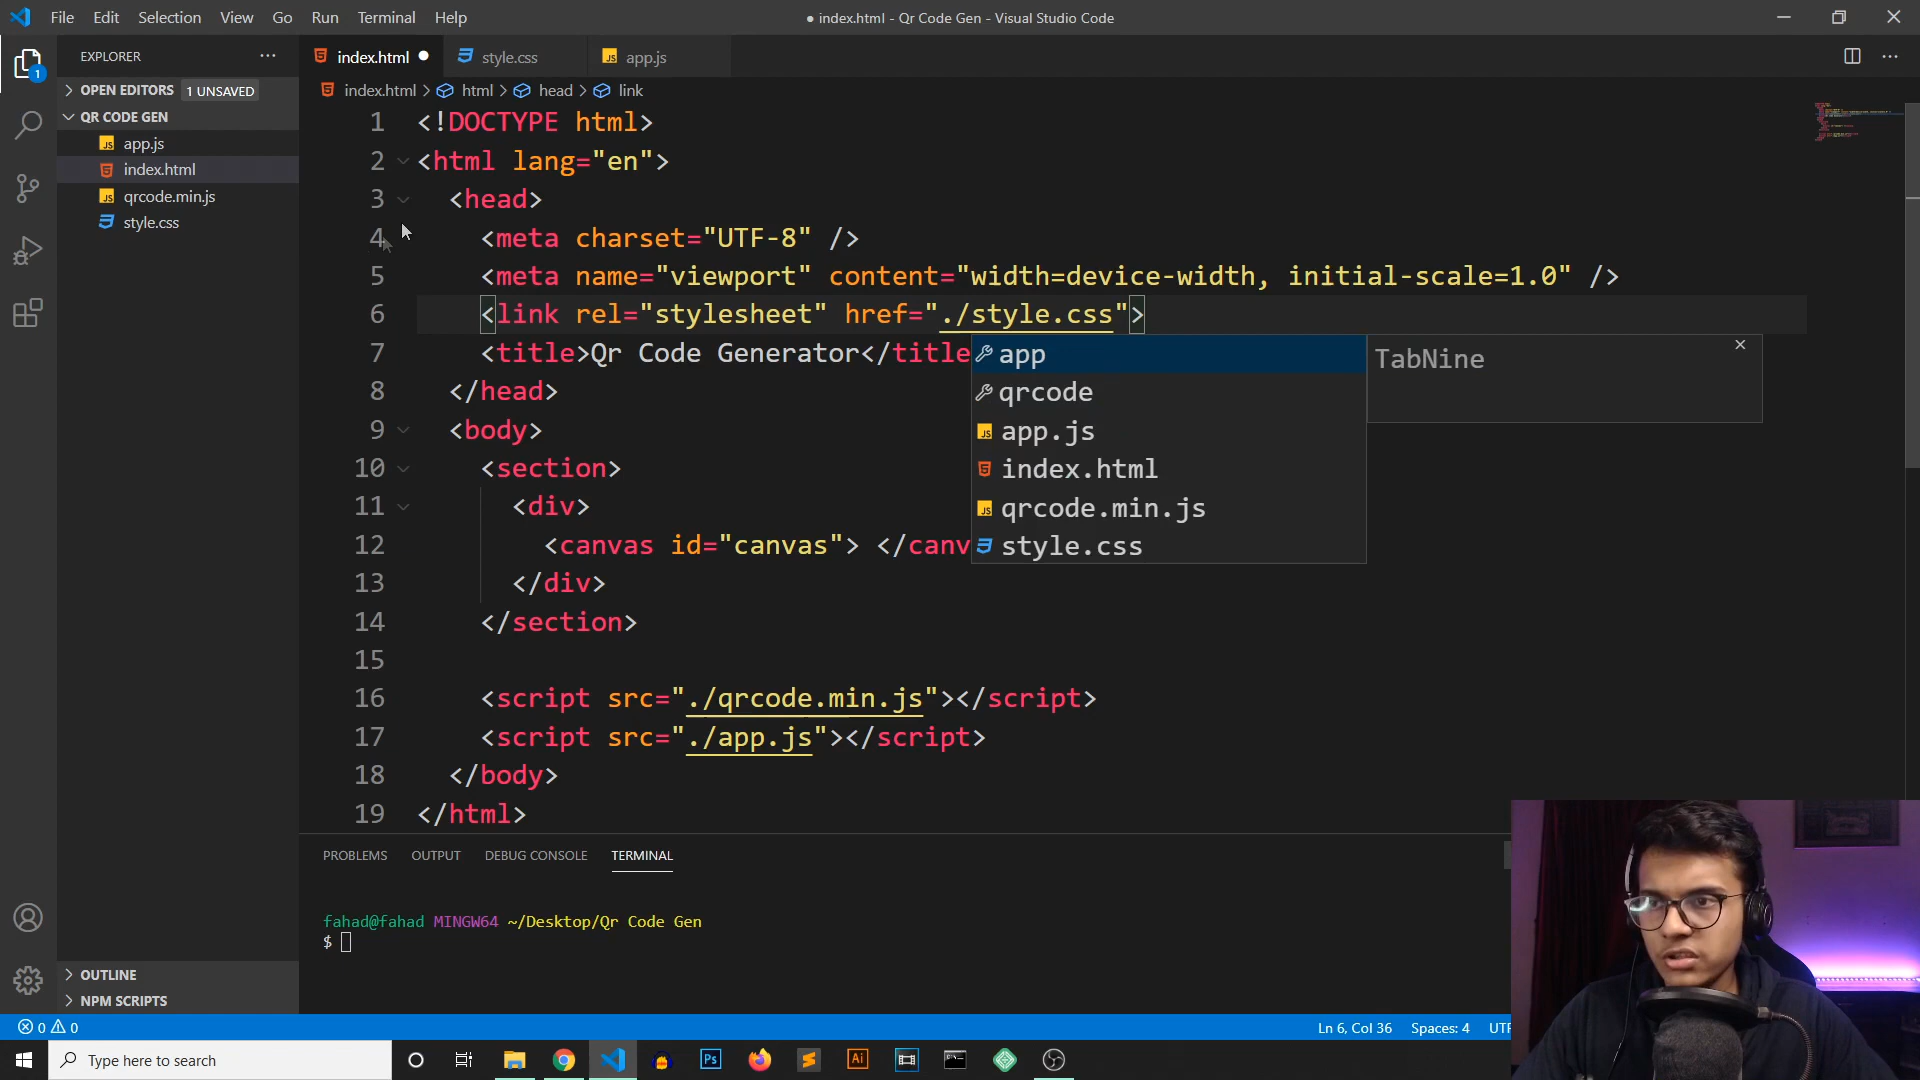 File Edit Selection View Go Run Terminal Help
● index.html - Qr Code Gen - Visual Studio Code
EXPLORER
index.html
style.css
app.js
1
OPEN EDITORS 1 UNSAVED
index.html > html > head > link
QR CODE GEN
app.js
index.html
qrcode.min.js
style.css
1 <!DOCTYPE html>
2 <html lang="en">
3 <head>
4 <meta charset="UTF-8" />
5 <meta name="viewport" content="width=device-width, initial-scale=1.0" />
6 <link rel="stylesheet" href="./style.css">
7 <title>Qr Code Generator</title
8 </head>
9 <body>
10 <section>
11 <div>
12 <canvas id="canvas"> </canv
13 </div>
14 </section>
15
16 <script src="./qrcode.min.js"></script>
17 <script src="./app.js"></script>
18 </body>
19 </html>
app
qrcode
app.js
index.html
qrcode.min.js
style.css
TabNine
PROBLEMS OUTPUT DEBUG CONSOLE TERMINAL
fahad@fahad MINGW64 ~/Desktop/Qr Code Gen
$
OUTLINE
NPM SCRIPTS
0 0
Ln 6, Col 36 Spaces: 4 UTF
Type here to search
Ps
Ai